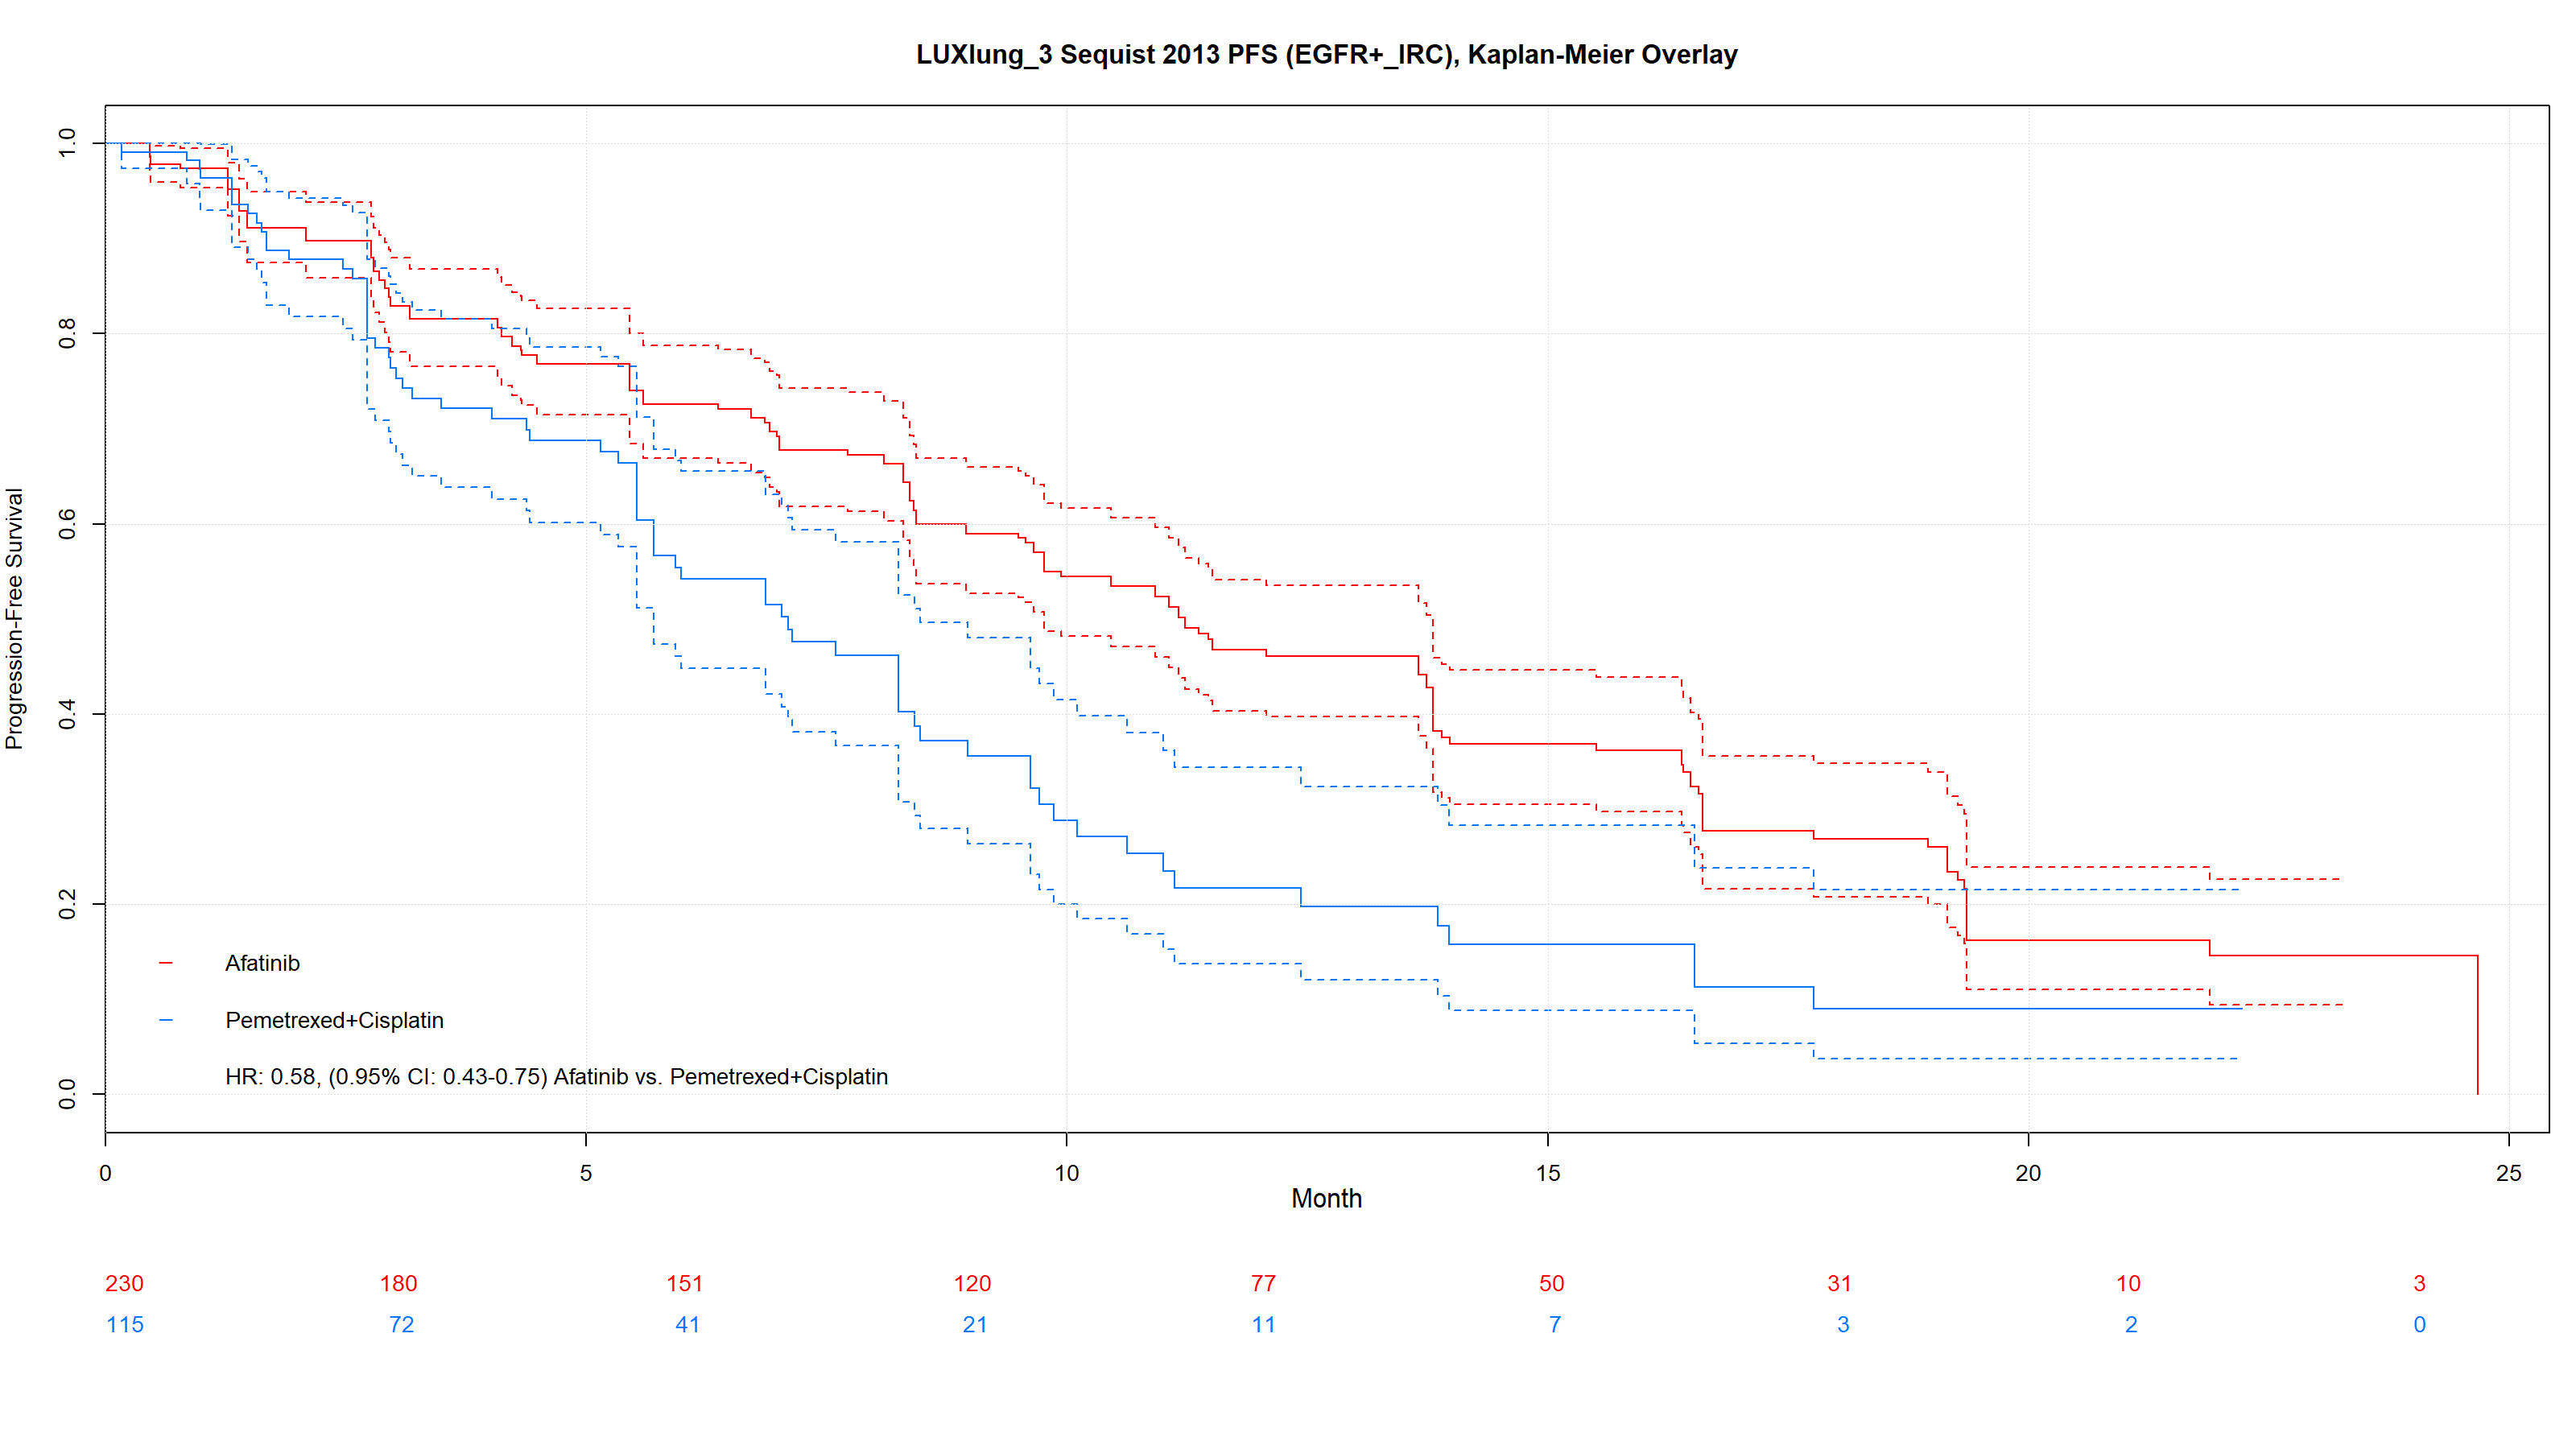 LUXlung_3 Sequist 2013 PFS (EGFR+_IRC), Kaplan-Meier Overlay
Progression-Free Survival
1.0
0.8
0.6
0.4
0.2
0.0
Afatinib
Pemetrexed+Cisplatin
HR: 0.58, (0.95% CI: 0.43-0.75) Afatinib vs. Pemetrexed+Cisplatin
0 5 10 15 20 25
Month
230 180 151 120 77 50 31 10 3
115 72 41 21 11 7 3 2 0